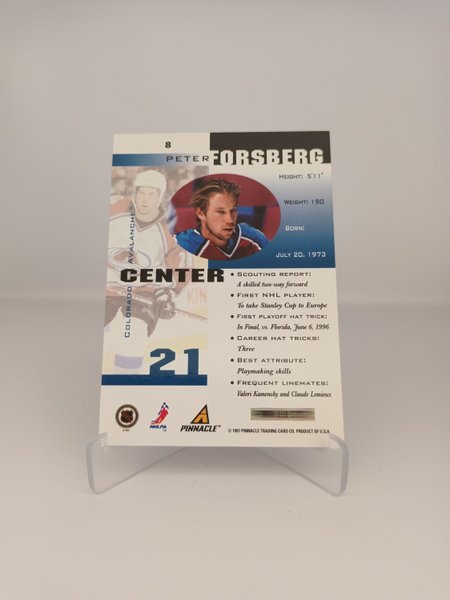 8
PETER FORSBERG
HEIGHT: 5'11"
WEIGHT: 190
BORN:
JULY 20, 1973
COLORADO AVALANCHE
CENTER
21
• SCOUTING REPORT:
A skilled two-way forward
• FIRST NHL PLAYER:
To take Stanley Cup to Europe
• FIRST PLAYOFF HAT TRICK:
In Final, vs. Florida, June 6, 1996
• CAREER HAT TRICKS:
Three
• BEST ATTRIBUTE:
Playmaking skills
• FREQUENT LINEMATES:
Valeri Kamensky and Claude Lemieux
NHLPA
PINNACLE
© 1997 PINNACLE TRADING CARD CO. PRODUCT OF U.S.A.